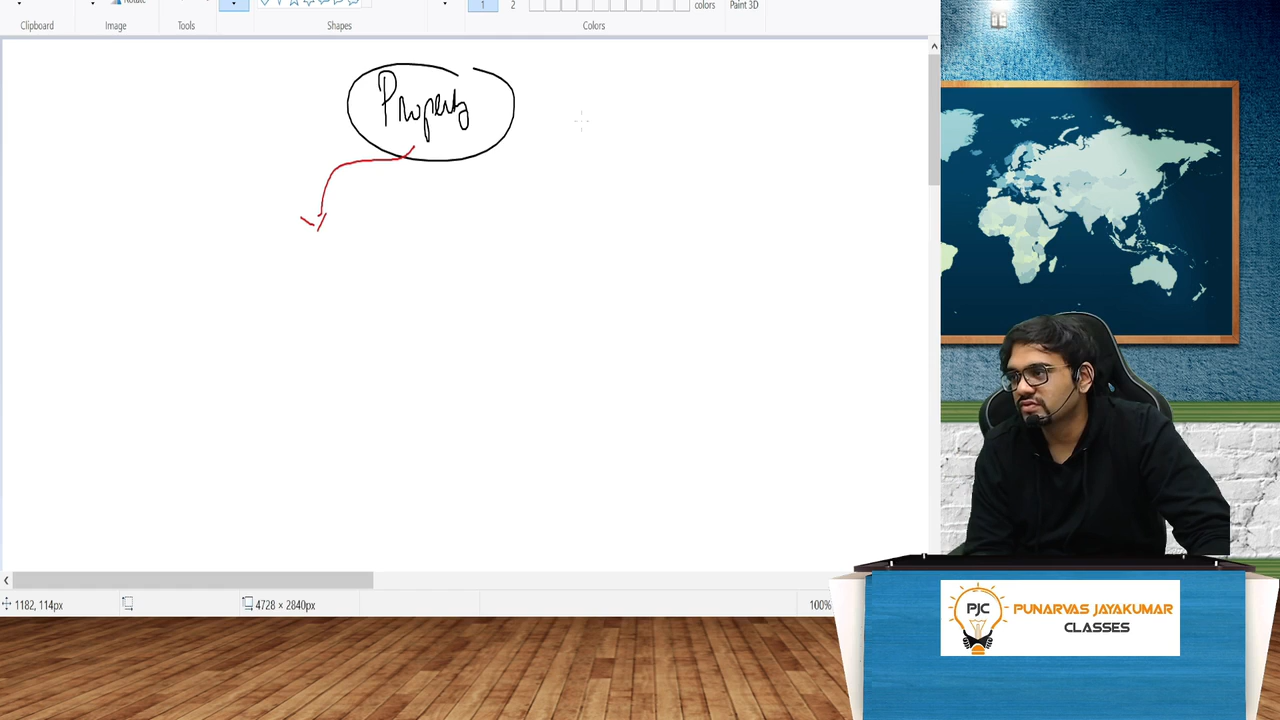 Rotate
1 2 colors Paint 3D
Clipboard Image Tools Shapes Colors
Property
1182, 114px 4728 × 2840px 100%
PJC PUNARVAS JAYAKUMAR
CLASSES